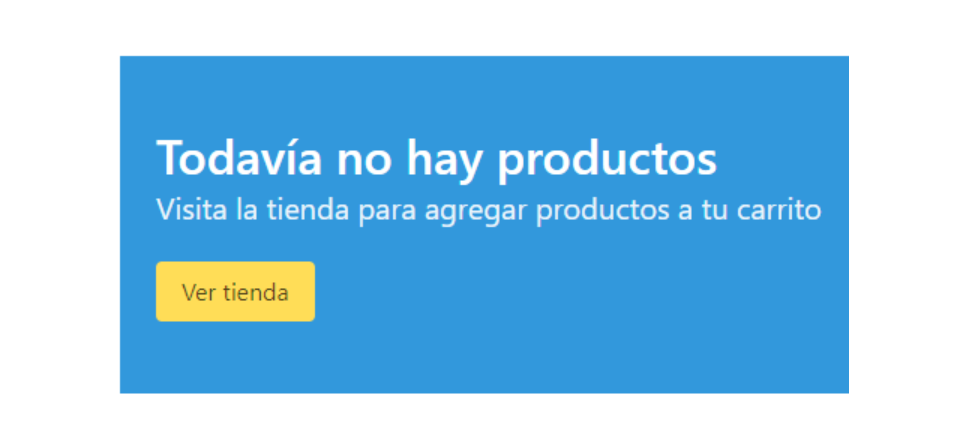 Todavía no hay productos
Visita la tienda para agregar productos a tu carrito
Ver tienda